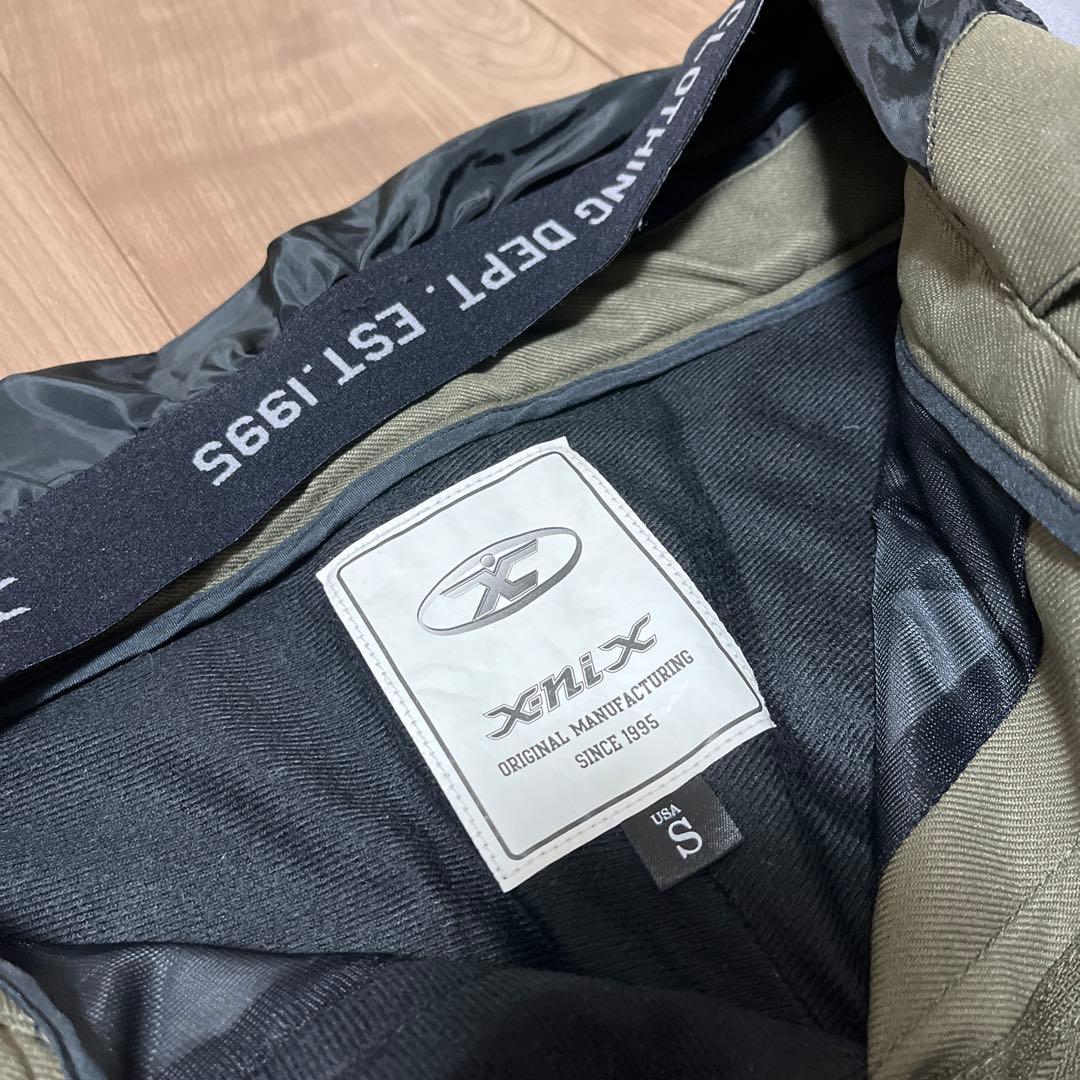 CLOTHING DEPT. EST.1995
X
x-nix
ORIGINAL MANUFACTURING
SINCE 1995
USA
S